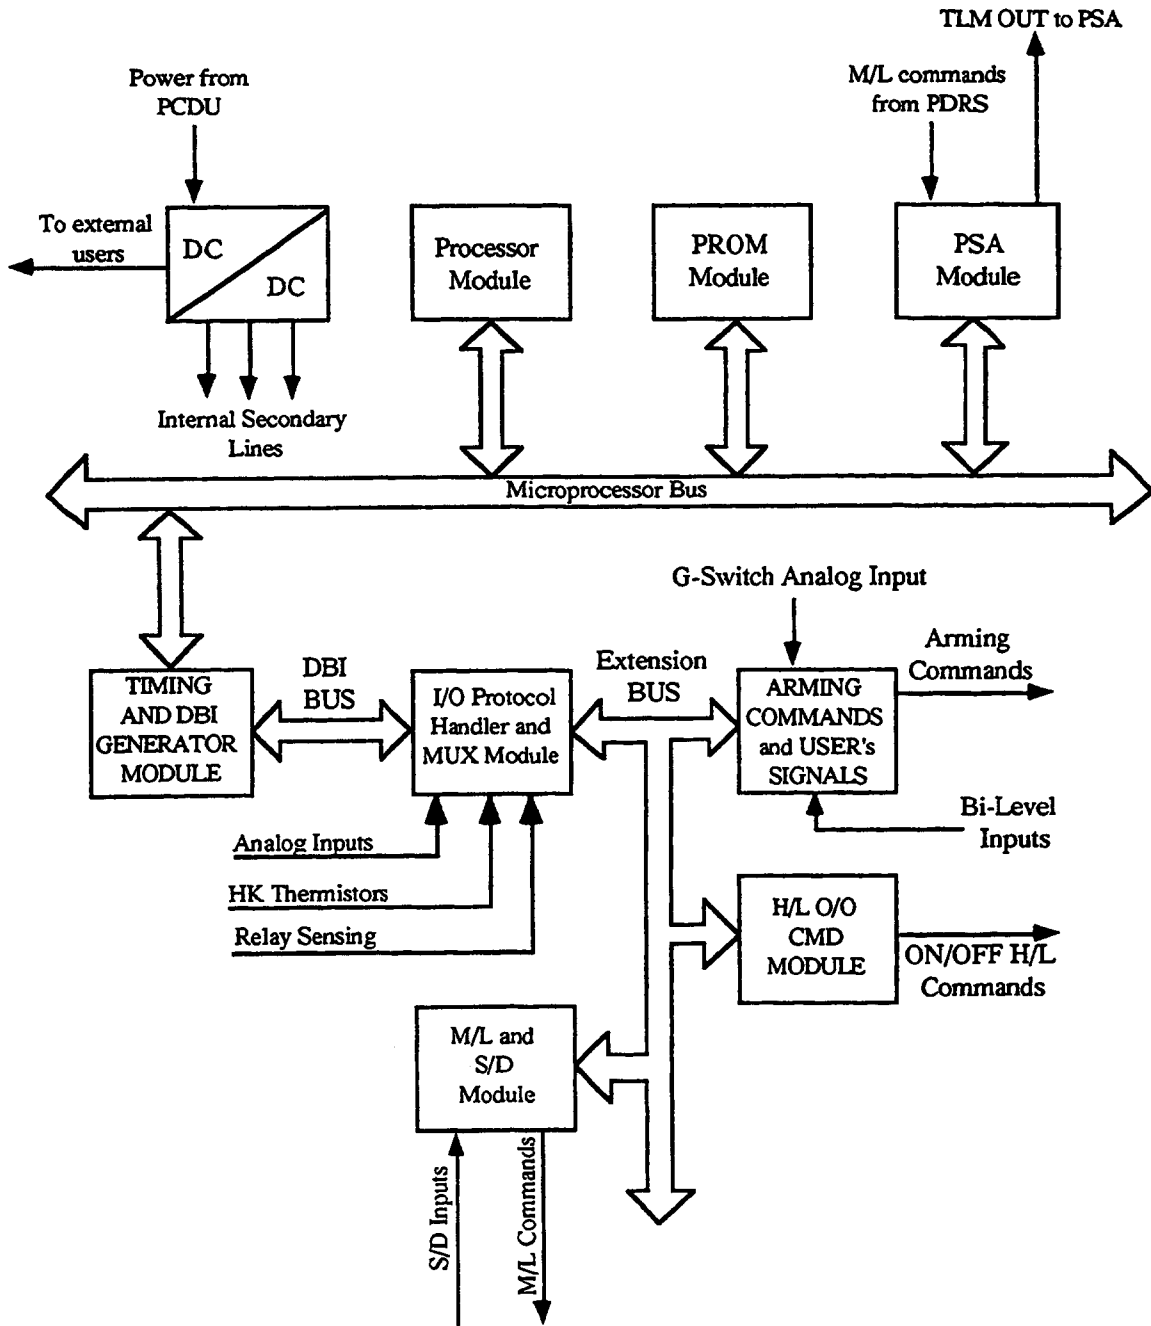 TLM OUT to PSA
Power from
PCDU
M/L commands
from PDRS
To external
users
DC
DC
Processor
Module
PROM
Module
PSA
Module
Internal Secondary
Lines
Microprocessor Bus
G-Switch Analog Input
Arming
Commands
TIMING
AND DBI
GENERATOR
MODULE
DBI
BUS
I/O Protocol
Handler and
MUX Module
Extension
BUS
ARMING
COMMANDS
and USER's
SIGNALS
Bi-Level
Inputs
Analog Inputs
HK Thermistors
Relay Sensing
H/L O/O
CMD
MODULE
ON/OFF H/L
Commands
M/L and
S/D
Module
S/D Inputs
M/L Commands